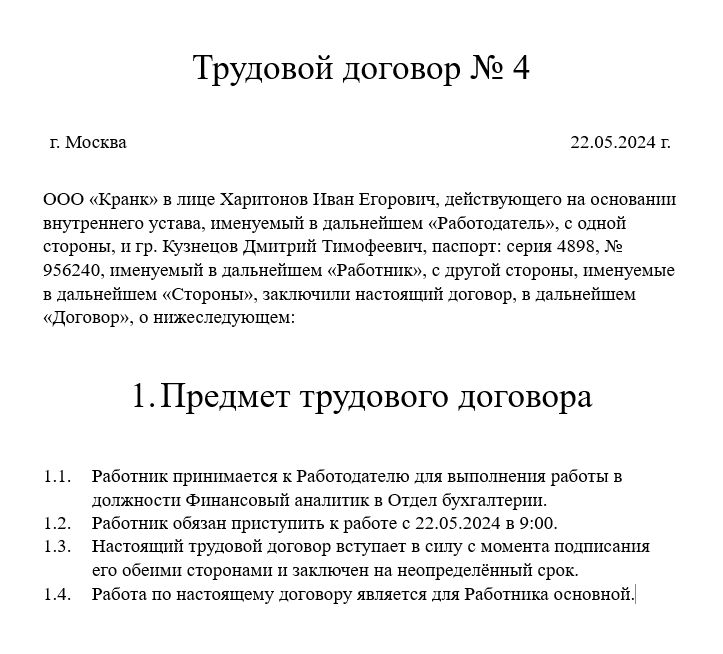 Трудовой договор № 4
г. Москва 22.05.2024 г.
ООО «Кранк» в лице Харитонов Иван Егорович, действующего на основании
внутреннего устава, именуемый в дальнейшем «Работодатель», с одной
стороны, и гр. Кузнецов Дмитрий Тимофеевич, паспорт: серия 4898, №
956240, именуемый в дальнейшем «Работник», с другой стороны, именуемые
в дальнейшем «Стороны», заключили настоящий договор, в дальнейшем
«Договор», о нижеследующем:
1. Предмет трудового договора
1.1. Работник принимается к Работодателю для выполнения работы в
должности Финансовый аналитик в Отдел бухгалтерии.
1.2. Работник обязан приступить к работе с 22.05.2024 в 9:00.
1.3. Настоящий трудовой договор вступает в силу с момента подписания
его обеими сторонами и заключен на неопределённый срок.
1.4. Работа по настоящему договору является для Работника основной.